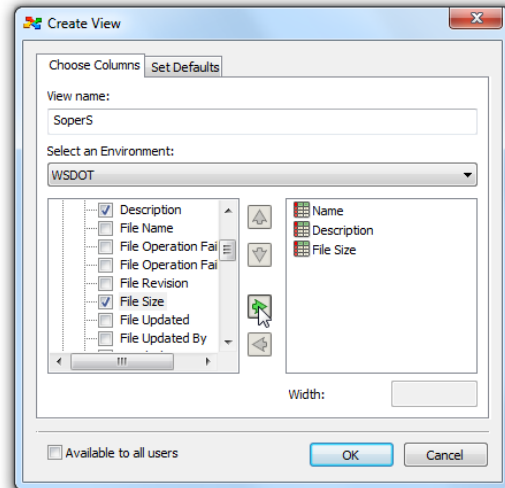 Create View
Choose Columns
Set Defaults
View name:
SoperS
Select an Environment:
WSDOT
Description
File Name
File Operation Fai
File Operation Fai
File Revision
File Size
File Updated
File Updated By
Name
Description
File Size
Width:
Available to all users
OK
Cancel